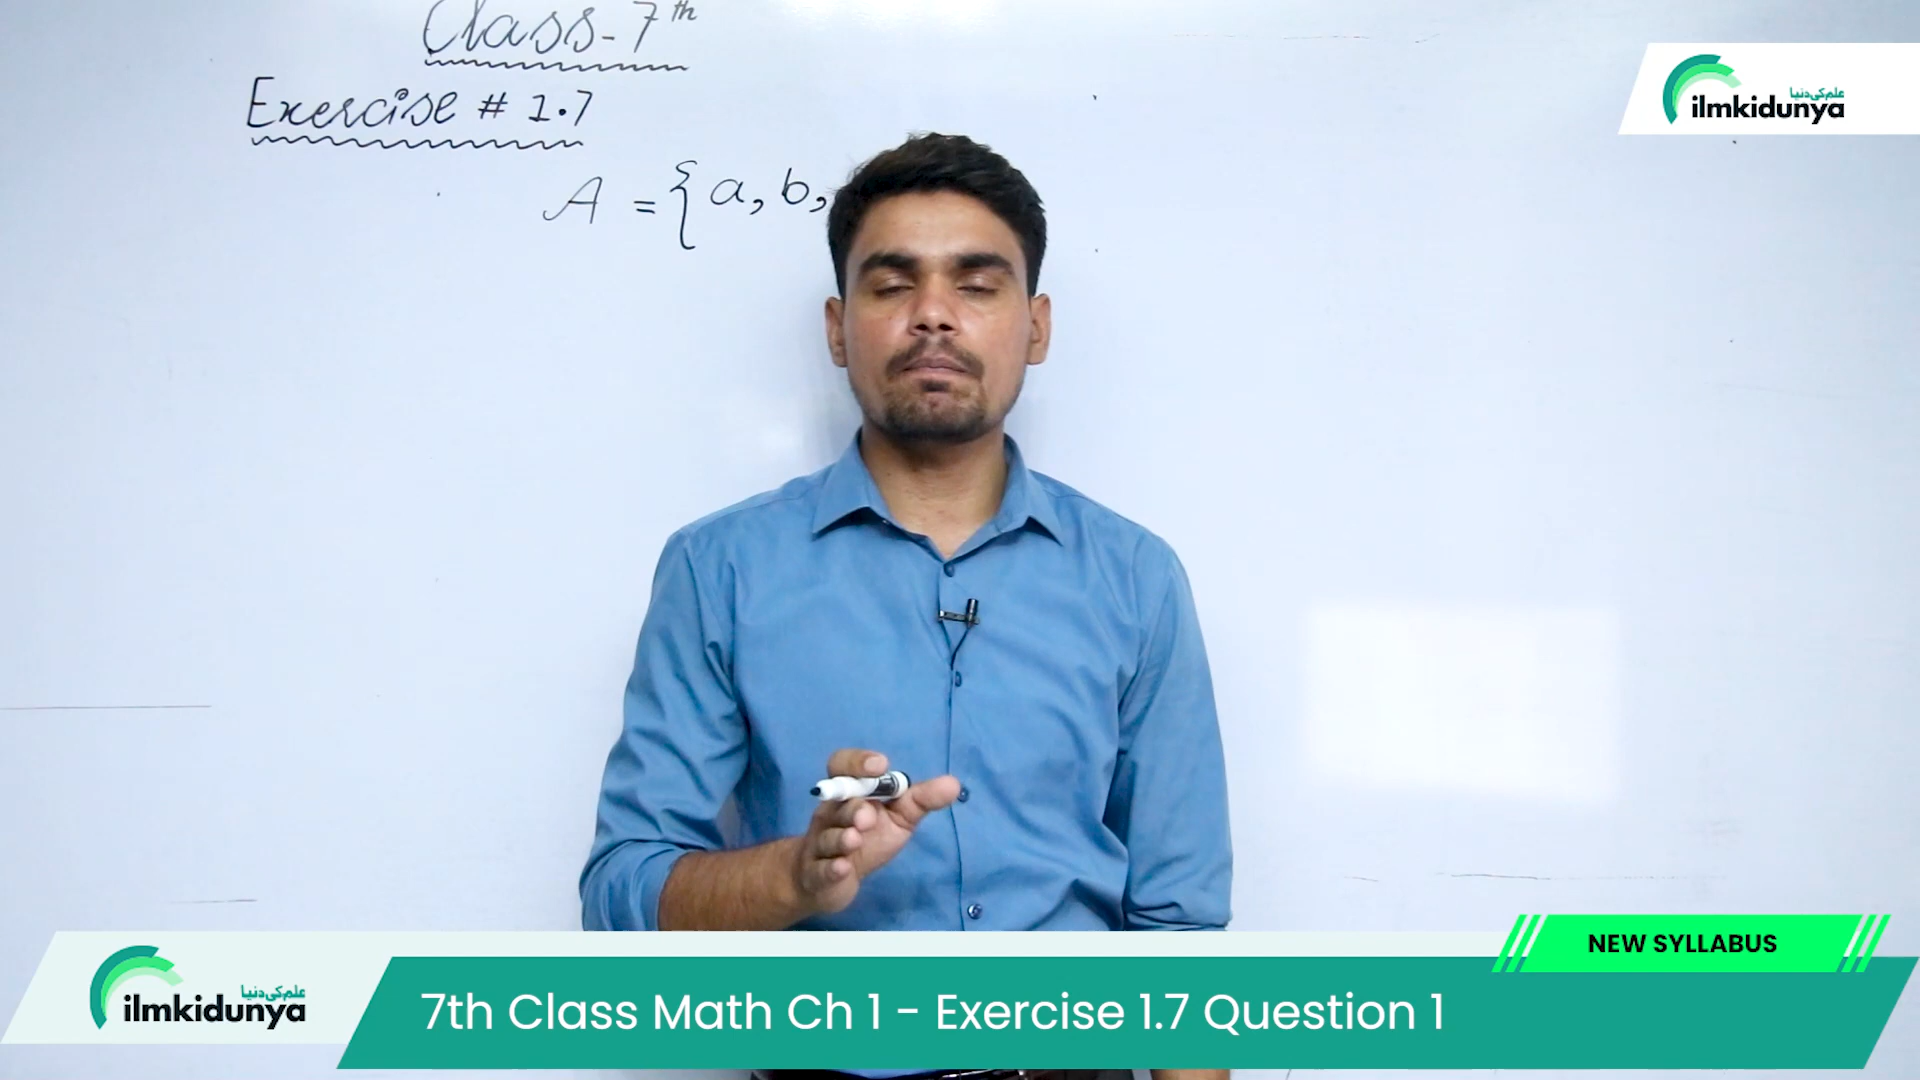 Class-7th
Exercise # 1.7
A = { a, b,
علم کی دنیا
ilmkidunya
NEW SYLLABUS
علم کی دنیا
ilmkidunya
7th Class Math Ch 1 - Exercise 1.7 Question 1